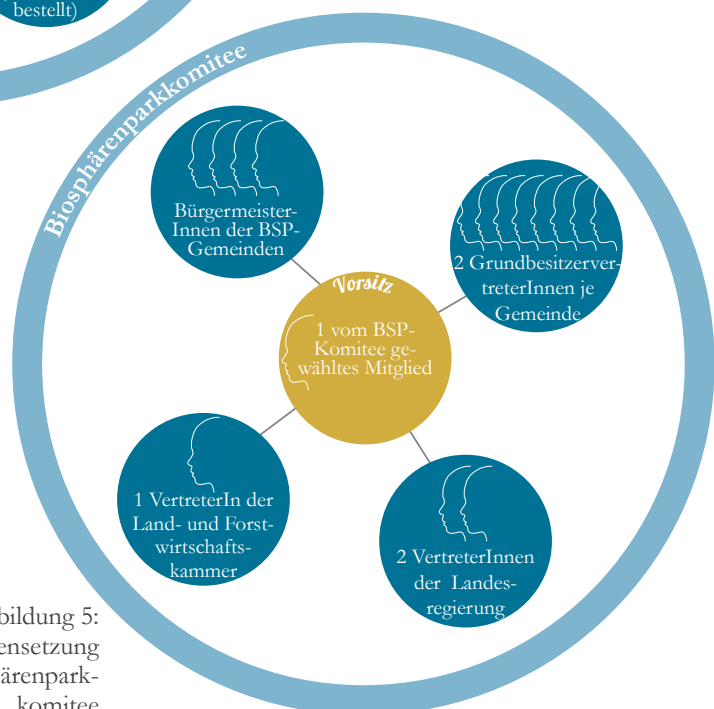 bestellt)
Biosphärenparkkomitee
Bürgermeister-
Innen der BSP-
Gemeinden
2 Grundbesitzerver-
treterInnen je
Gemeinde
Vorsitz
1 vom BSP-
Komitee ge-
wähltes Mitglied
1 VertreterIn der
Land- und Forst-
wirtschafts-
kammer
2 VertreterInnen
der Landes-
regierung
bildung 5:
ensetzung
ärenpark-
komitee